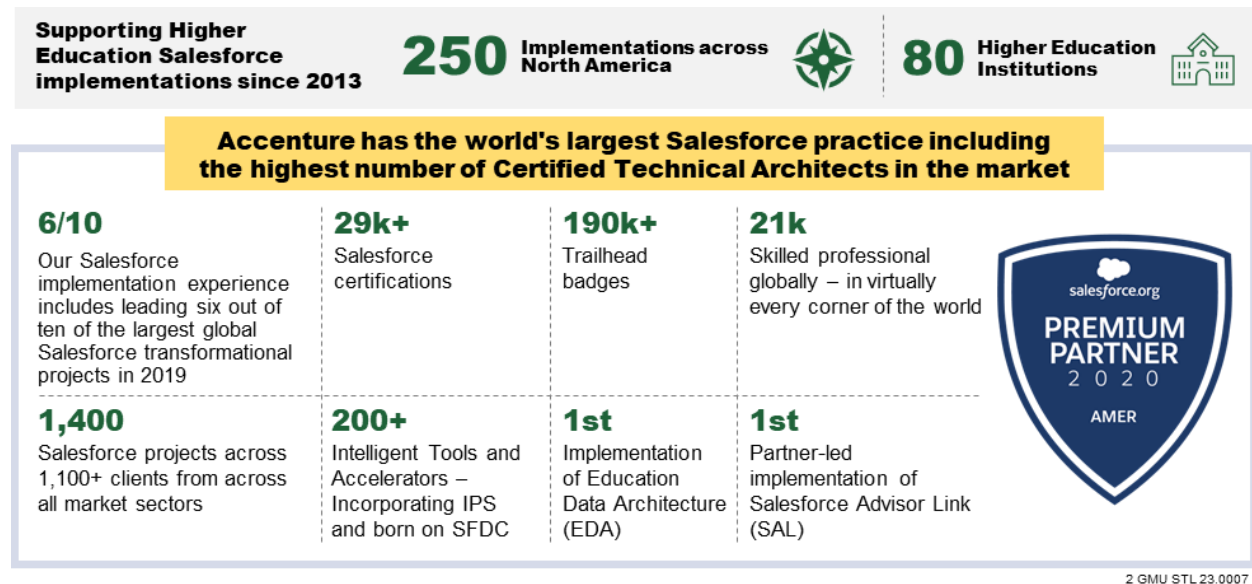 Supporting Higher
Education Salesforce
implementations since 2013
250
Implementations across
North America
80
Higher Education
Institutions
Accenture has the world's largest Salesforce practice including
the highest number of Certified Technical Architects in the market
6/10
Our Salesforce
implementation experience
includes leading six out of
ten of the largest global
Salesforce transformational
projects in 2019
29k+
Salesforce
certifications
190k+
Trailhead
badges
21k
Skilled professional
globally – in virtually
every corner of the world
1,400
Salesforce projects across
1,100+ clients from across
all market sectors
200+
Intelligent Tools and
Accelerators –
Incorporating IPS
and born on SFDC
1st
Implementation
of Education
Data Architecture
(EDA)
1st
Partner-led
implementation of
Salesforce Advisor Link
(SAL)
salesforce.org
PREMIUM
PARTNER
2020
AMER
2 GMU STL 23.0007